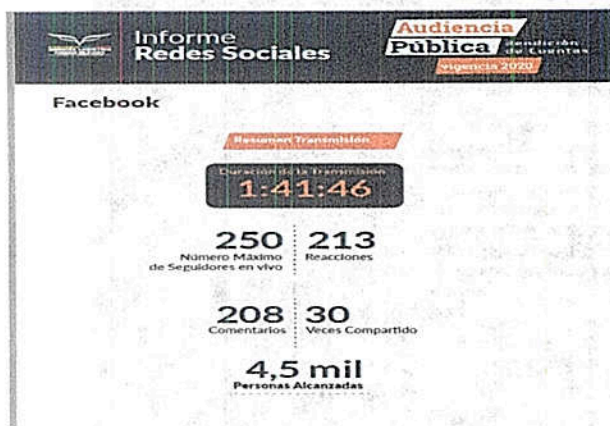 Informe
Redes Sociales
Audiencia
Pública
Rendición
de Cuentas
vigencia 2020
Facebook
Resumen Transmisión
Duración de la Transmisión
1:41:46
250
Número Máximo
de Seguidores en vivo
213
Reacciones
208
Comentarios
30
Veces Compartido
4,5 mil
Personas Alcanzadas